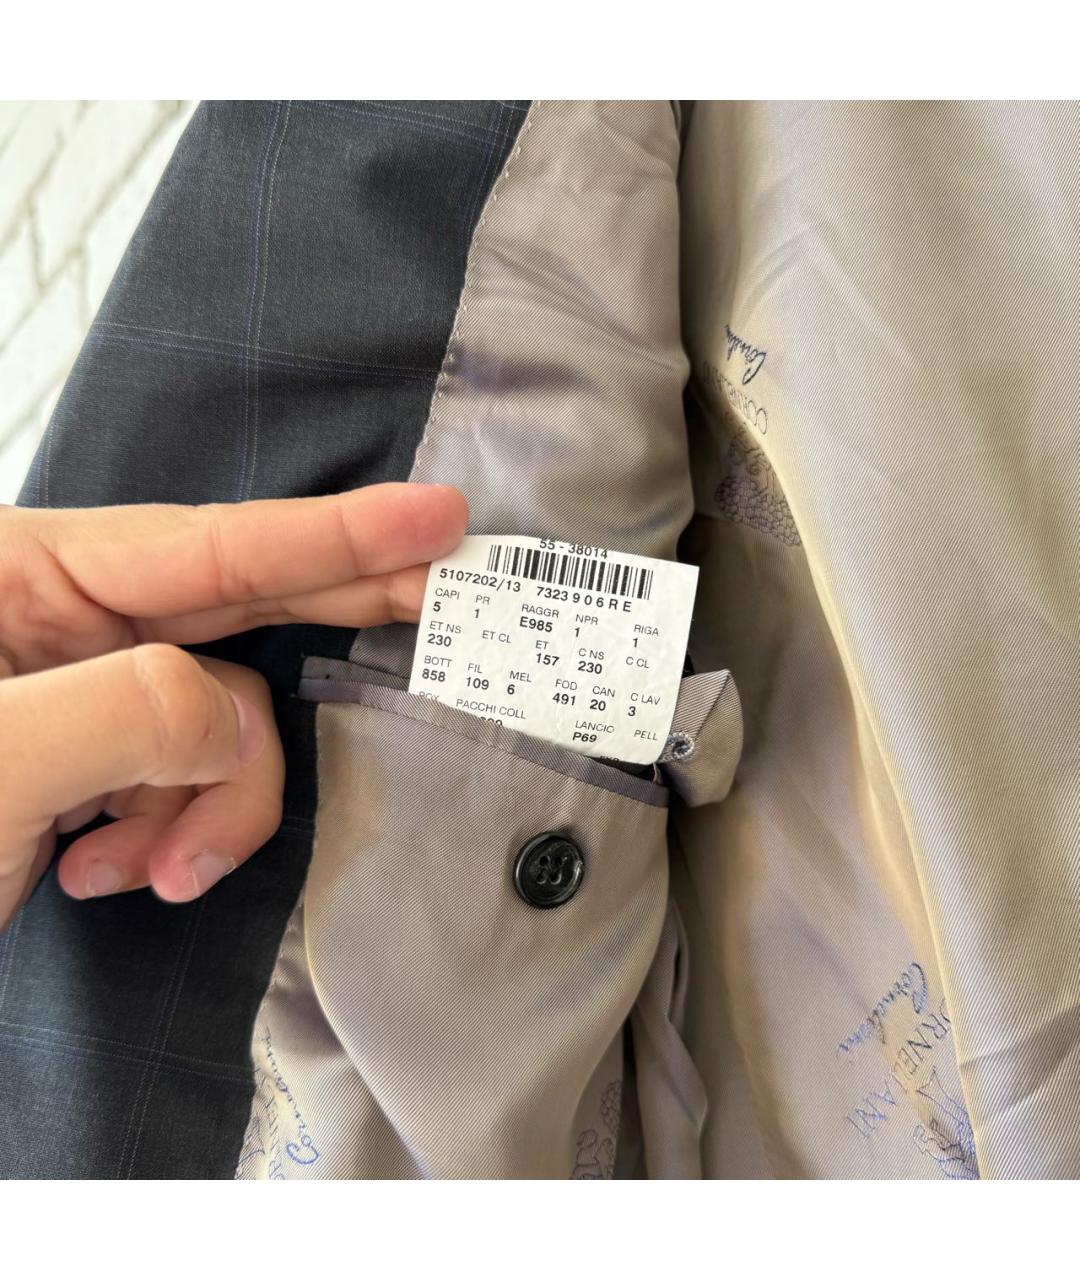 55-38014
5107202/13 7323906RE
CAPI PR RAGGR NPR RIGA
5 1 E985 1 1
ET NS ET CL ET C NS C CL
230 157 230
BOTT FIL MEL FOD CAN C LAV
858 109 6 491 20 3
PACCHI COLL LANCIO PELL
P69
CORNELIANI
CORNELIANI